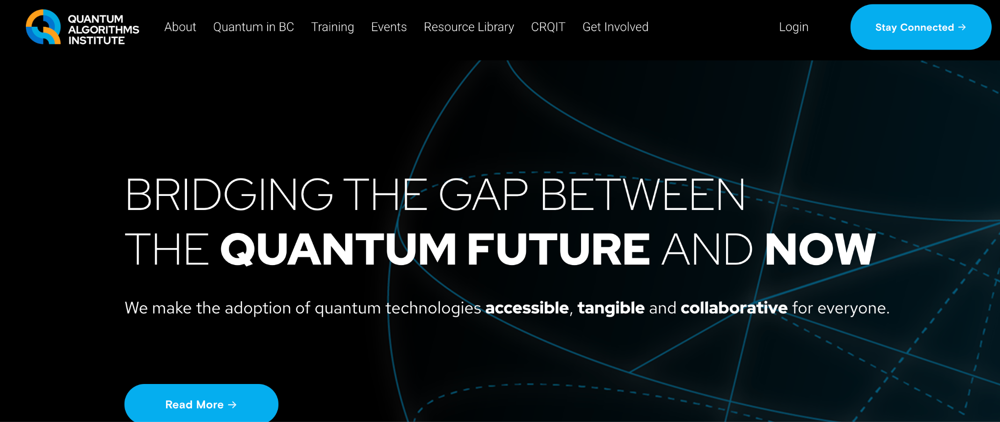 QUANTUM
ALGORITHMS
INSTITUTE
About Quantum in BC Training Events Resource Library CRQIT Get Involved Login Stay Connected →
BRIDGING THE GAP BETWEEN
THE QUANTUM FUTURE AND NOW
We make the adoption of quantum technologies accessible, tangible and collaborative for everyone.
Read More →